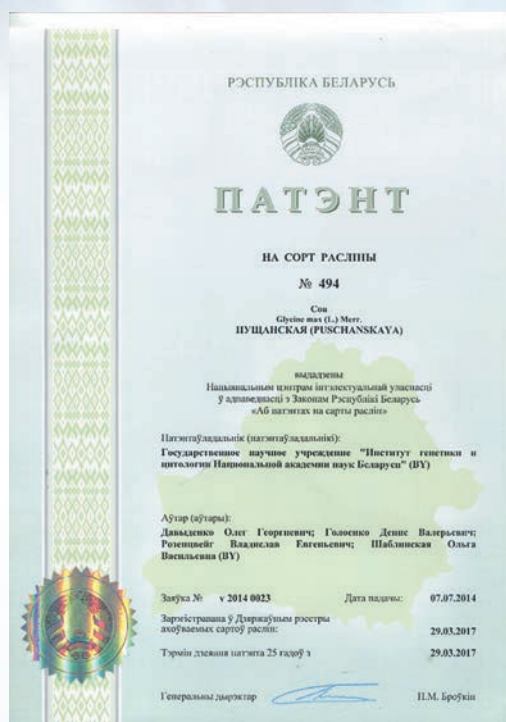 РЭСПУБЛІКА БЕЛАРУСЬ
ПАТЭНТ
НА СОРТ РАСЛІНЫ
№ 494
Соя
Glycine max (L.) Merr.
ПУЩАНСКАЯ (PUSCHANSKAYA)
выдадзены
Нацыянальным цэнтрам інтэлектуальнай уласнасці
ў адпаведнасці з Законам Рэспублікі Беларусь
«Аб патэнтах на сарты раслін»
Патэнтаўладальнік (патэнтаўладальнікі):
Государственное научное учреждение "Институт генетики и
цитологии Национальной академии наук Беларуси" (BY)
Аўтар (аўтары):
Давыденко Олег Георгиевич; Голоенко Денис Валерьевич;
Розенцвейг Владислав Евгеньевич; Шаблинская Ольга
Васильевна (BY)
Заяўка № v 2014 0023 Дата падачы: 07.07.2014
Зарэгістравана ў Дзяржаўным рэестры
ахоўваемых сартоў раслін: 29.03.2017
Тэрмін дзеяння патэнта 25 гадоў з 29.03.2017
Генеральны дырэктар П.М. Броўкін